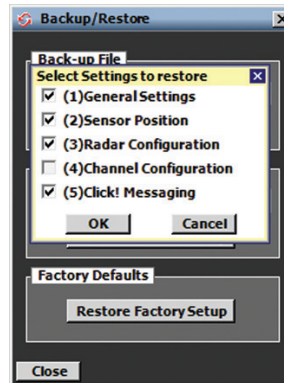 Backup/Restore
Back-up File
Select Settings to restore
(1)General Settings
(2)Sensor Position
(3)Radar Configuration
(4)Channel Configuration
(5)Click! Messaging
OK Cancel
Factory Defaults
Restore Factory Setup
Close